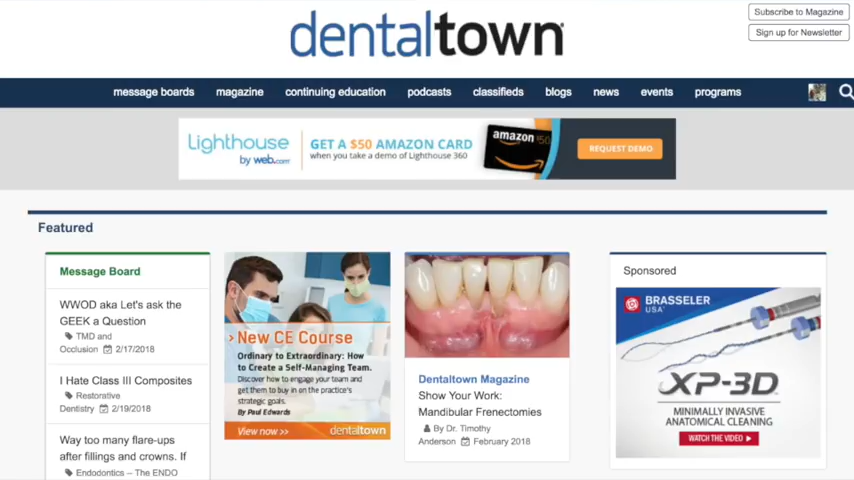 Subscribe to Magazine
Sign up for Newsletter
dentaltown
message boards magazine continuing education podcasts classifieds blogs news events programs
Lighthouse
by web.com
GET A $50 AMAZON CARD
when you take a demo of Lighthouse 360
amazon $50
REQUEST DEMO
Featured
Message Board
WWOD aka Let's ask the
GEEK a Question
TMD and
Occlusion 2/17/2018
I Hate Class III Composites
Restorative
Dentistry 2/19/2018
Way too many flare-ups
after fillings and crowns. If
Endodontics – The ENDO
> New CE Course
Ordinary to Extraordinary: How
to Create a Self-Managing Team.
Discover how to engage your team and
get them to buy in on the practice's
strategic goals.
By Paul Edwards
View now >> dentaltown
Dentaltown Magazine
Show Your Work:
Mandibular Frenectomies
By Dr. Timothy
Anderson February 2018
Sponsored
BRASSELER
USA
XP-3D
MINIMALLY INVASIVE
ANATOMICAL CLEANING
WATCH THE VIDEO